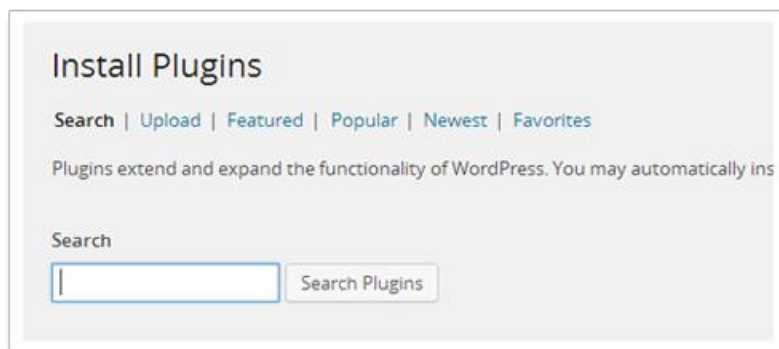 Install Plugins
Search | Upload | Featured | Popular | Newest | Favorites
Plugins extend and expand the functionality of WordPress. You may automatically ins
Search
Search Plugins